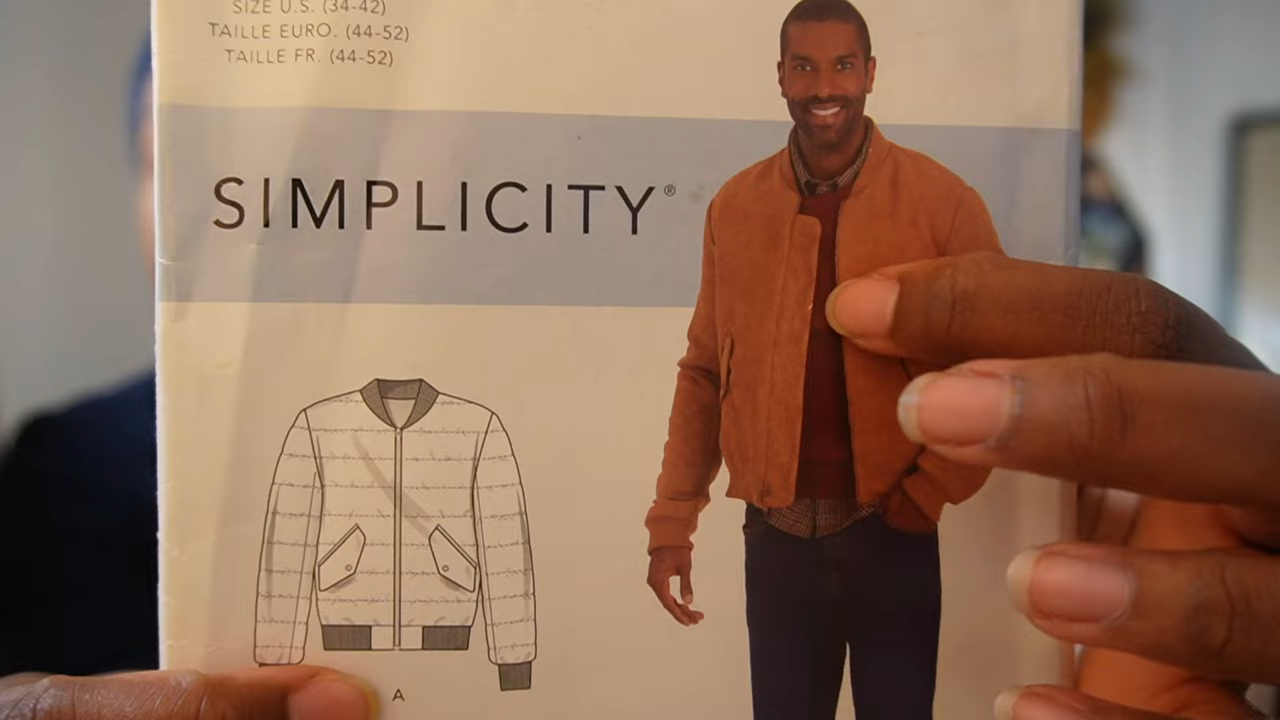 SIZE U.S. (34-42)
TAILLE EURO. (44-52)
TAILLE FR. (44-52)
SIMPLICITY®
A